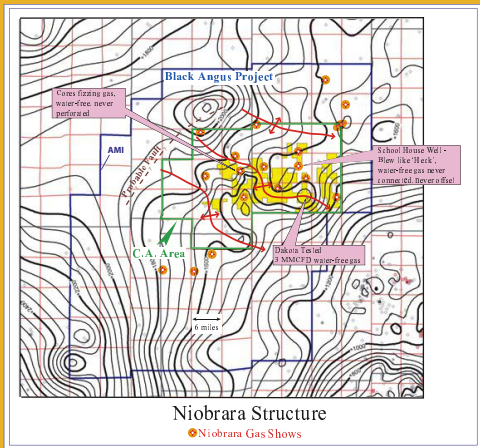 Black Angus Project
Cores fizzing gas,
water-free, never
perforated
AMI
Probable Fault
School House Well -
Blew like 'Heck',
water-free gas never
connected. Never offset
C.A. Area
Dakota Tested
3 MMCFD water-free gas
6 miles
Niobrara Structure
Niobrara Gas Shows